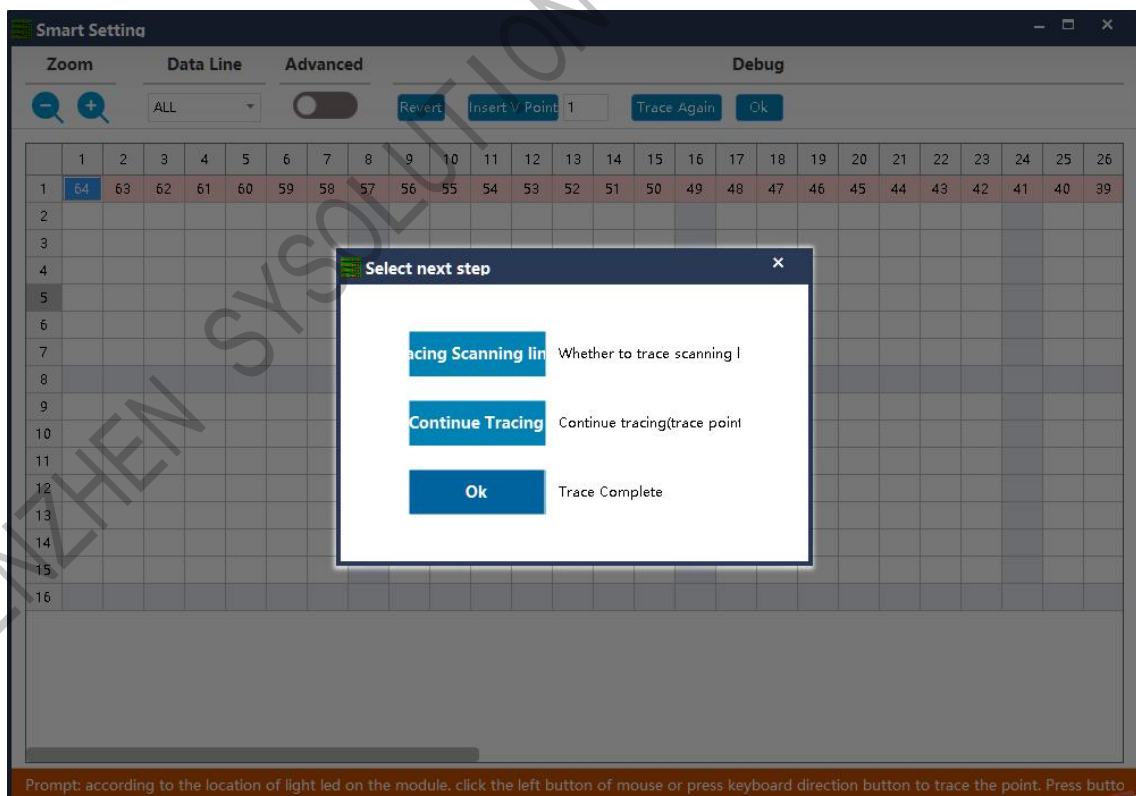 Smart Setting
Zoom Data Line Advanced Debug
ALL Revert Insert V Point 1 Trace Again Ok
1 2 3 4 5 6 7 8 9 10 11 12 13 14 15 16 17 18 19 20 21 22 23 24 25 26
1 64 63 62 61 60 59 58 57 56 55 54 53 52 51 50 49 48 47 46 45 44 43 42 41 40 39
2
3
4
Select next step
5
6
7
acing Scanning lin Whether to trace scanning l
8
9
10
Continue Tracing Continue tracing(trace point
11
12
Ok Trace Complete
13
14
15
16
Prompt: according to the location of light led on the module, click the left button of mouse or press keyboard direction button to trace the point. Press butto
ENZHEN SYSOLUTION